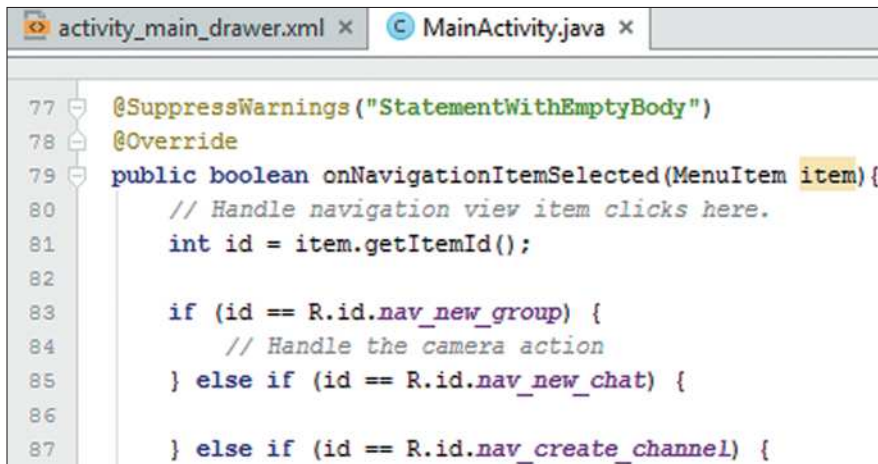 activity_main_drawer.xml × C MainActivity.java ×
77 @SuppressWarnings("StatementWithEmptyBody")
78 @Override
79 public boolean onNavigationItemSelected(MenuItem item){
80 // Handle navigation view item clicks here.
81 int id = item.getItemId();
82
83 if (id == R.id.nav_new_group) {
84 // Handle the camera action
85 } else if (id == R.id.nav_new_chat) {
86
87 } else if (id == R.id.nav_create_channel) {